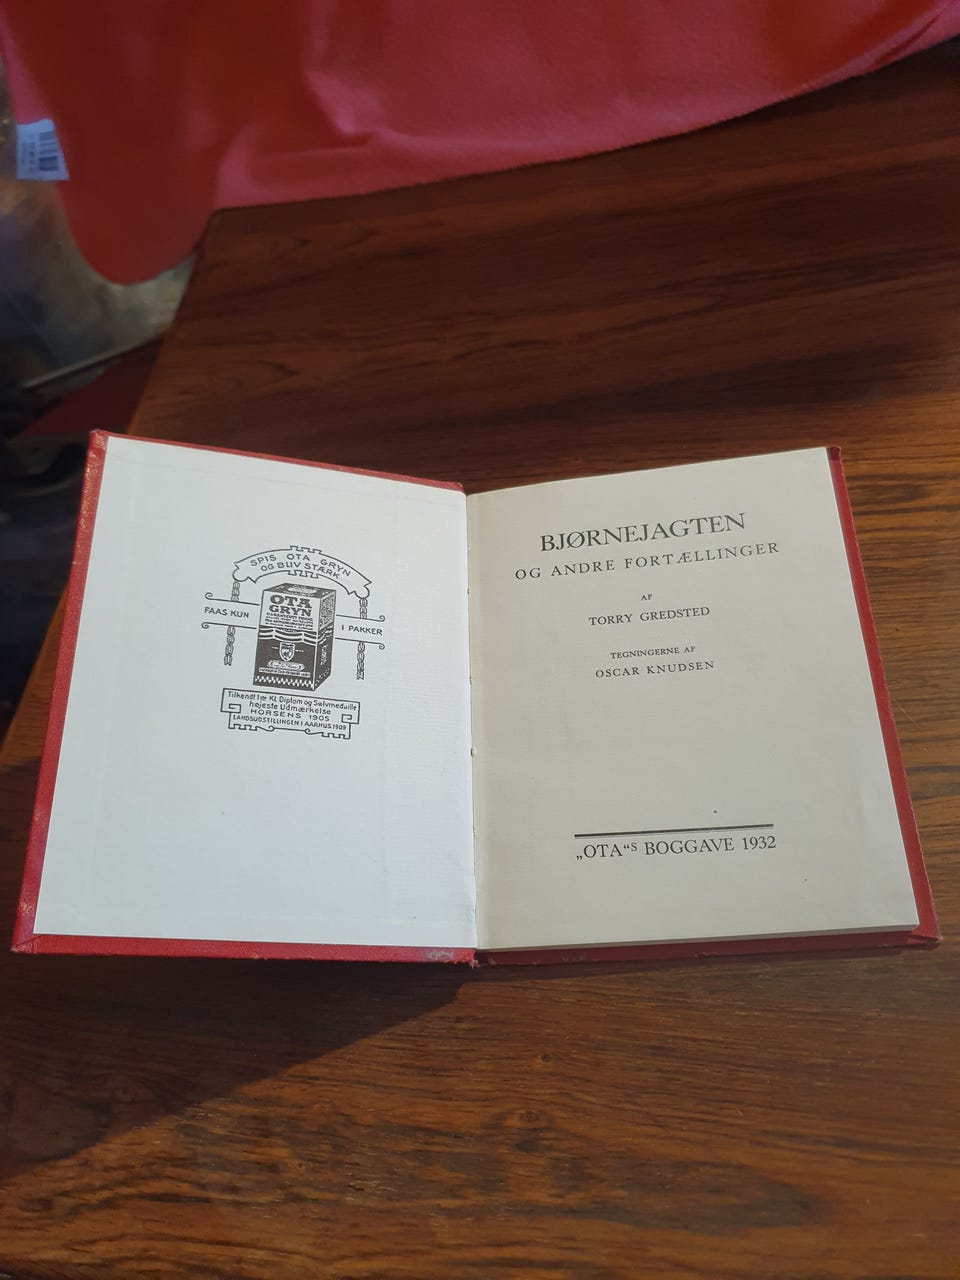 SPIS OTA GRYN
OG BLIV STÆRK
FAAS KUN
I PAKKER
OTA
GRYN
Tilkendt 1ste Kl. Diplom og Sølvmedaille
højeste Udmærkelse
HORSENS 1905
LANDSUDSTILLINGEN I AARHUS 1909
BJØRNEJAGTEN
OG ANDRE FORTÆLLINGER
AF
TORRY GREDSTED
TEGNINGERNE AF
OSCAR KNUDSEN
„OTA“S BOGGAVE 1932